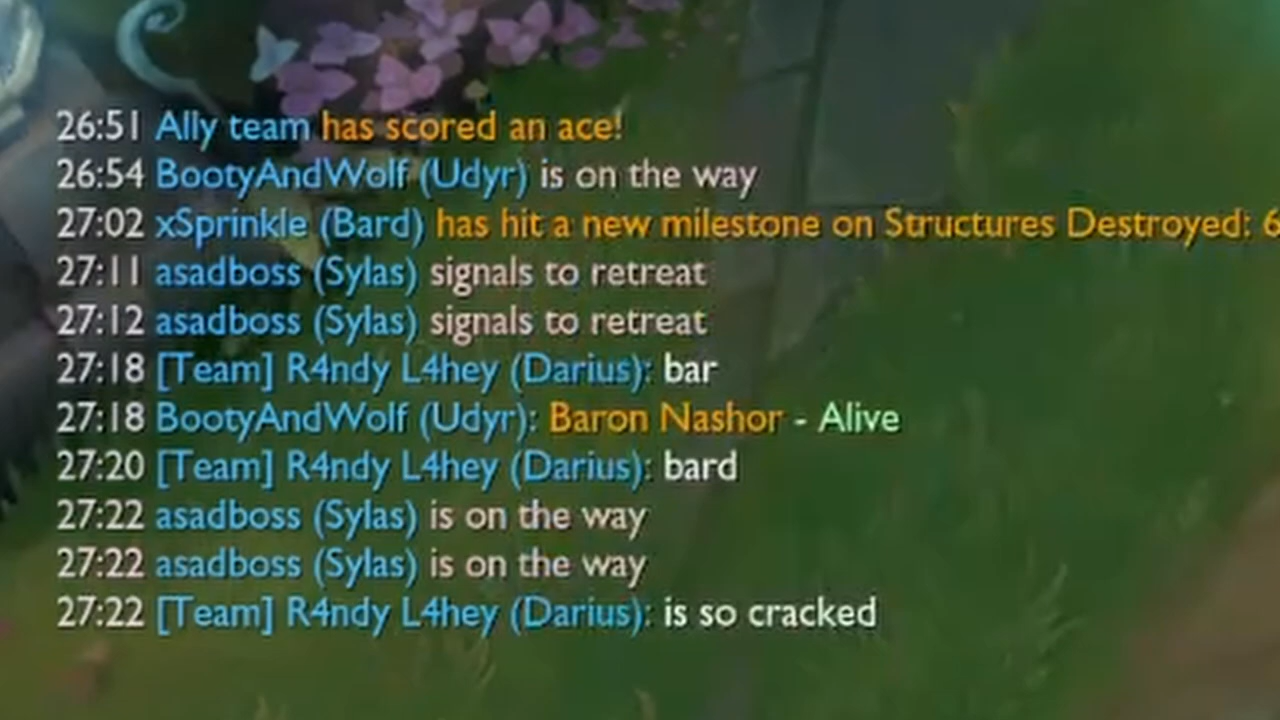 26:51 Ally team has scored an ace!
26:54 BootyAndWolf (Udyr) is on the way
27:02 xSprinkle (Bard) has hit a new milestone on Structures Destroyed: 6
27:11 asadboss (Sylas) signals to retreat
27:12 asadboss (Sylas) signals to retreat
27:18 [Team] R4ndy L4hey (Darius): bar
27:18 BootyAndWolf (Udyr): Baron Nashor - Alive
27:20 [Team] R4ndy L4hey (Darius): bard
27:22 asadboss (Sylas) is on the way
27:22 asadboss (Sylas) is on the way
27:22 [Team] R4ndy L4hey (Darius): is so cracked